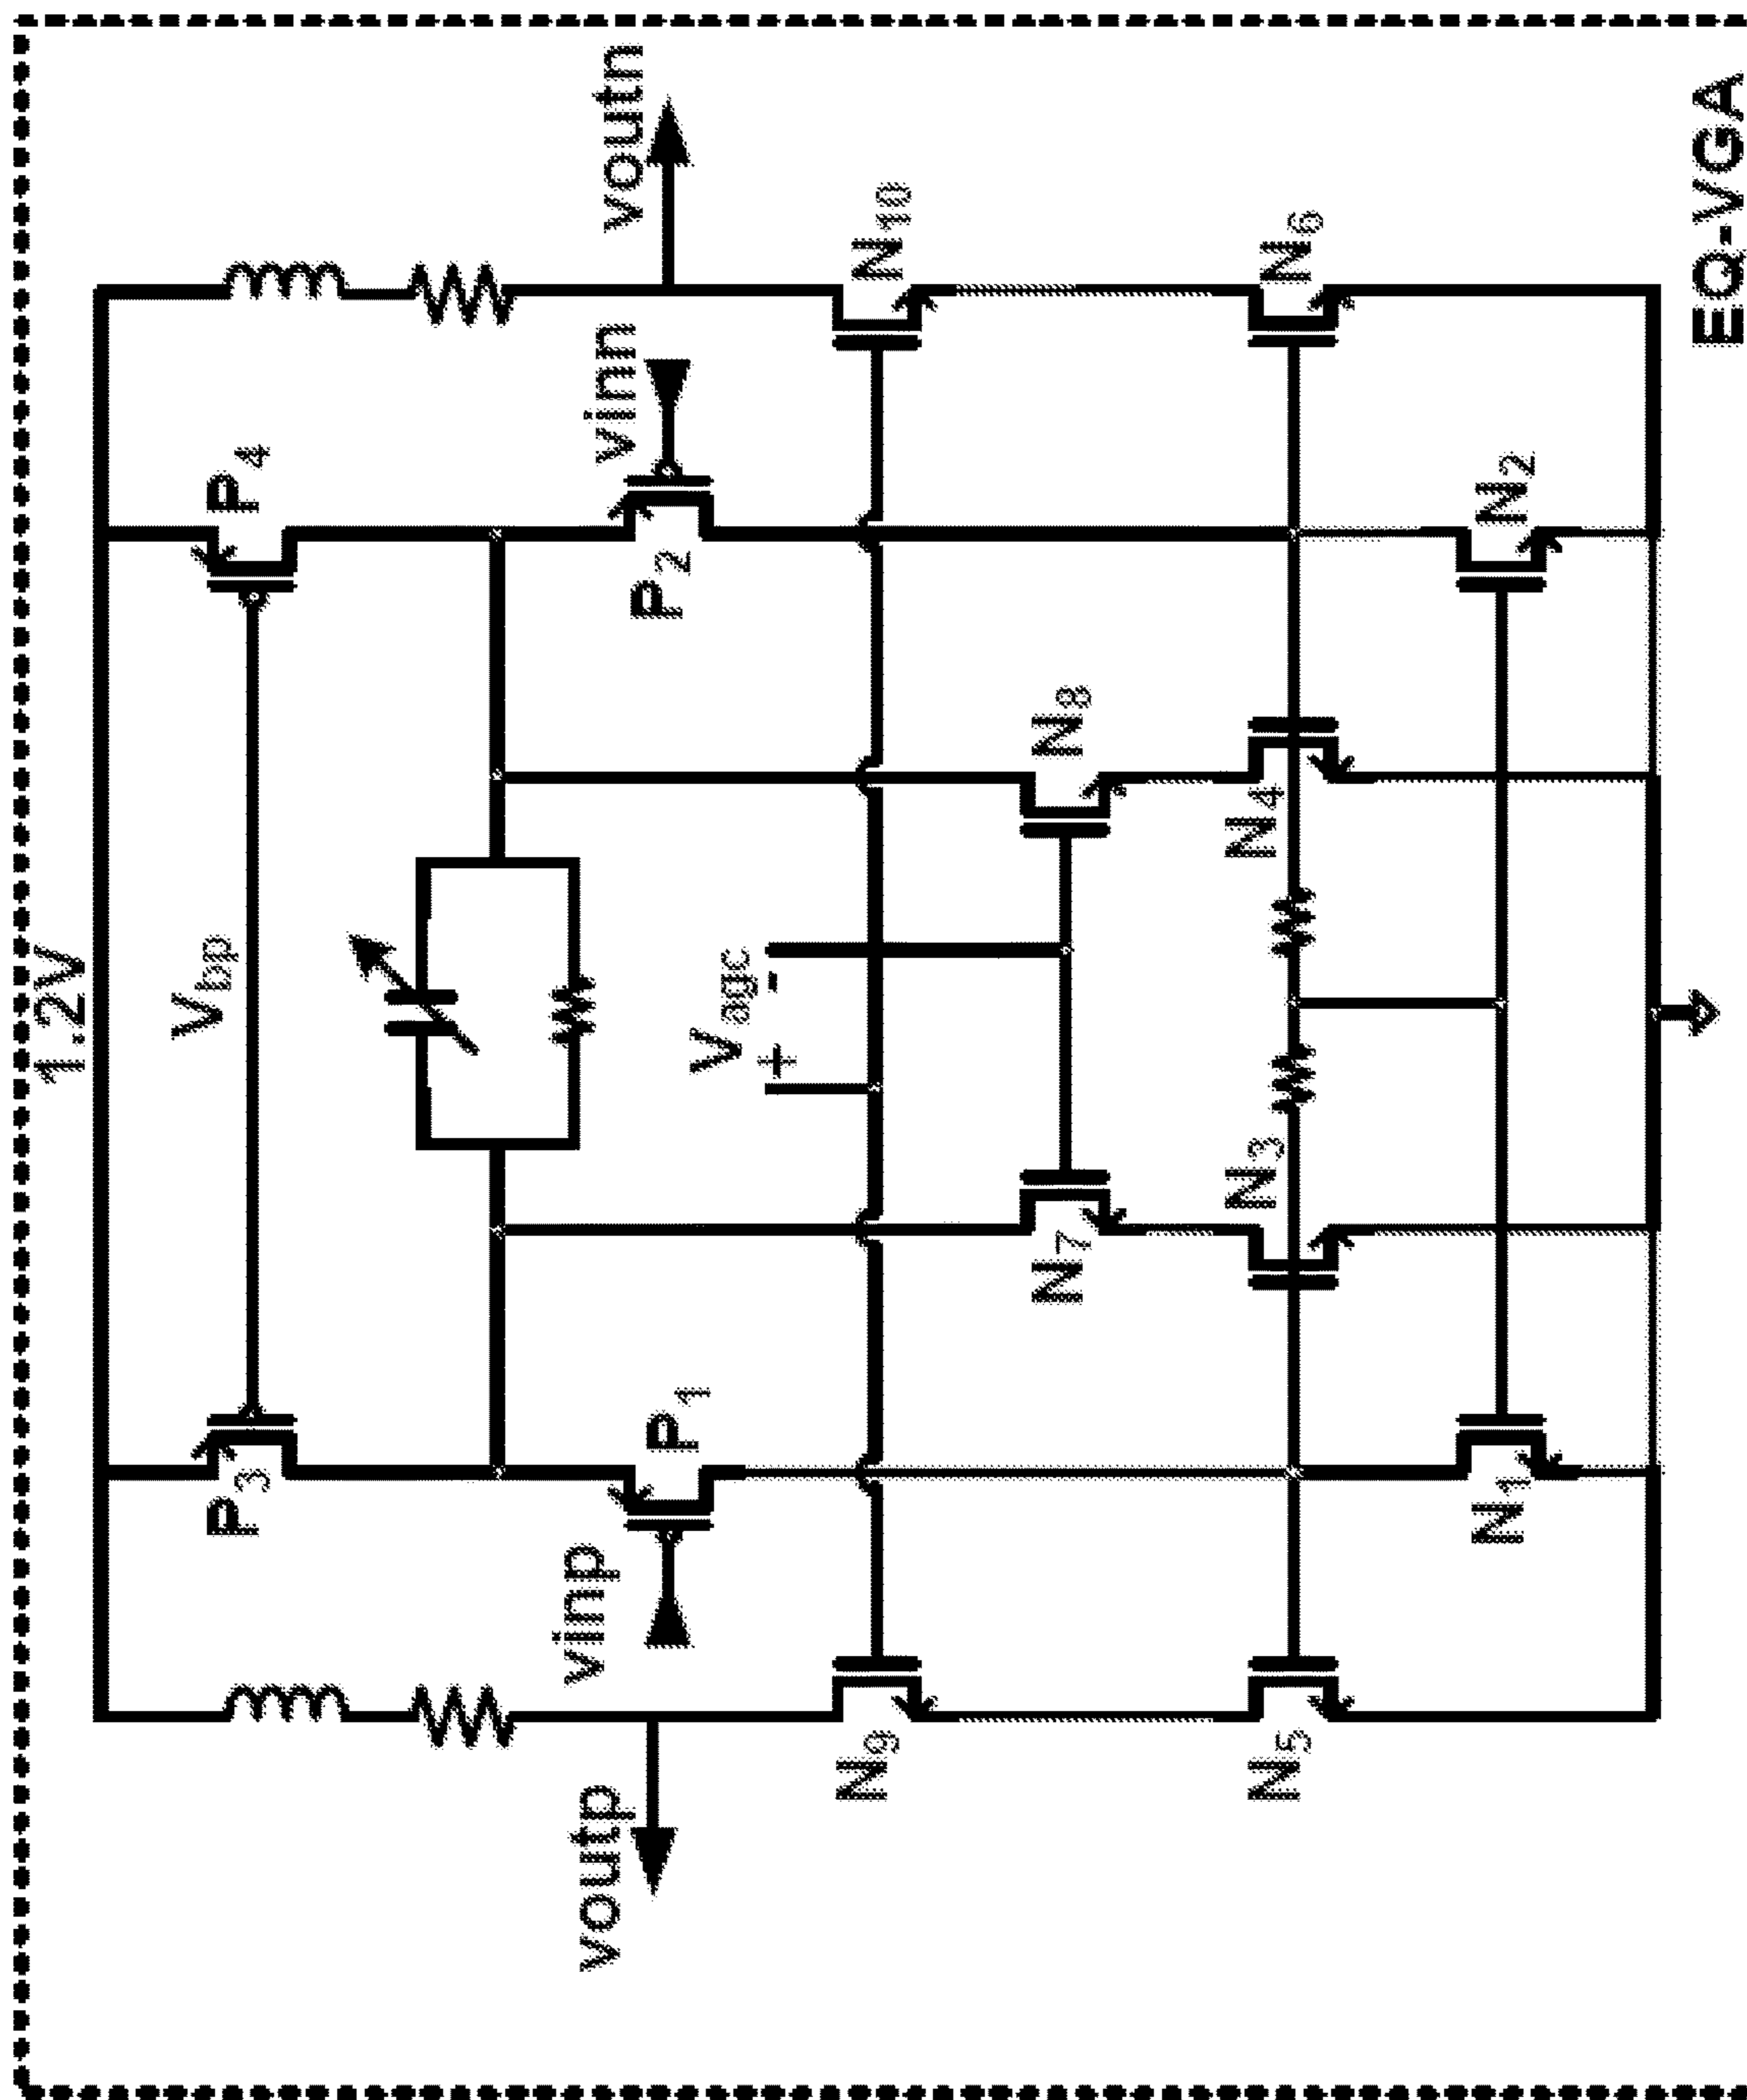 1.2V
Vbp
P3
P4
vinp
P1
P2
vinn
voutp
voutn
Vagc
+ -
N9
N10
N7
N8
N5
N3
N4
N6
N1
N2
EQ-VGA